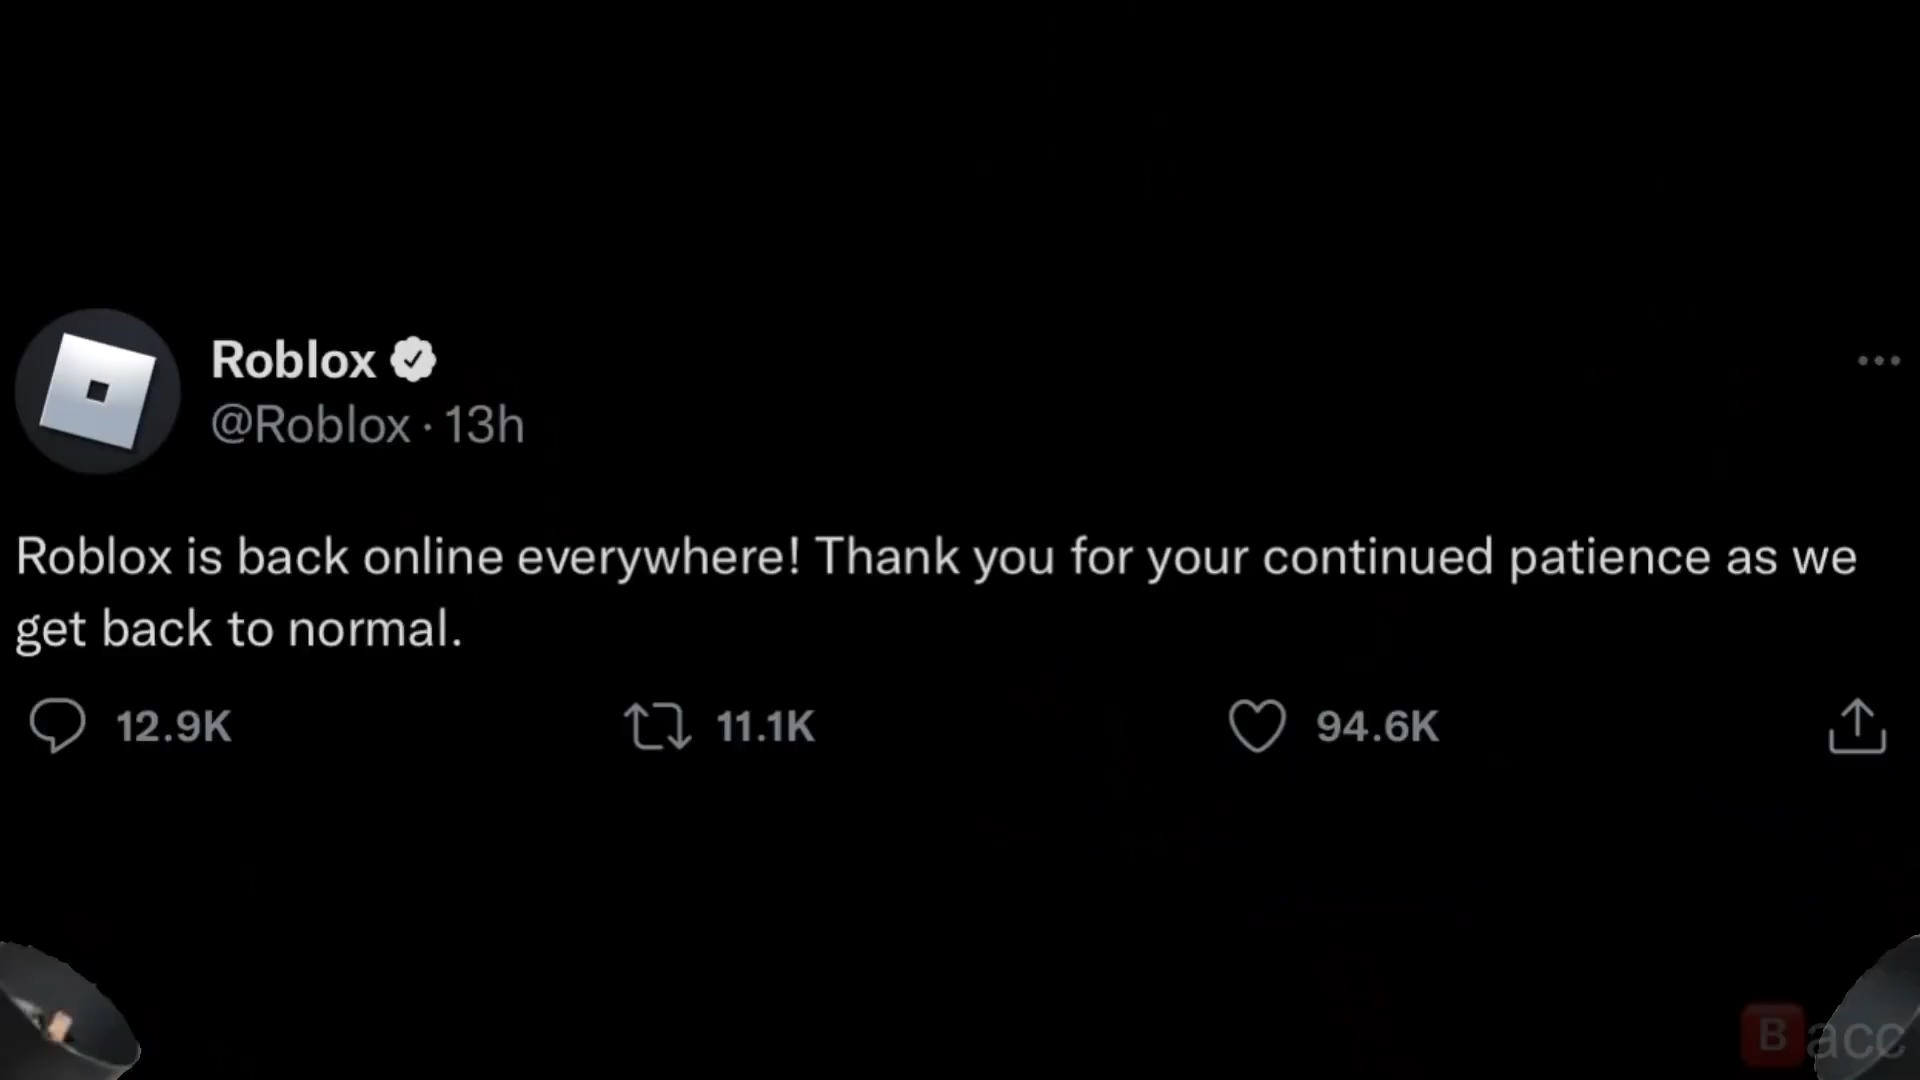 Roblox
@Roblox · 13h
Roblox is back online everywhere! Thank you for your continued patience as we
get back to normal.
12.9K 11.1K 94.6K
Bacc